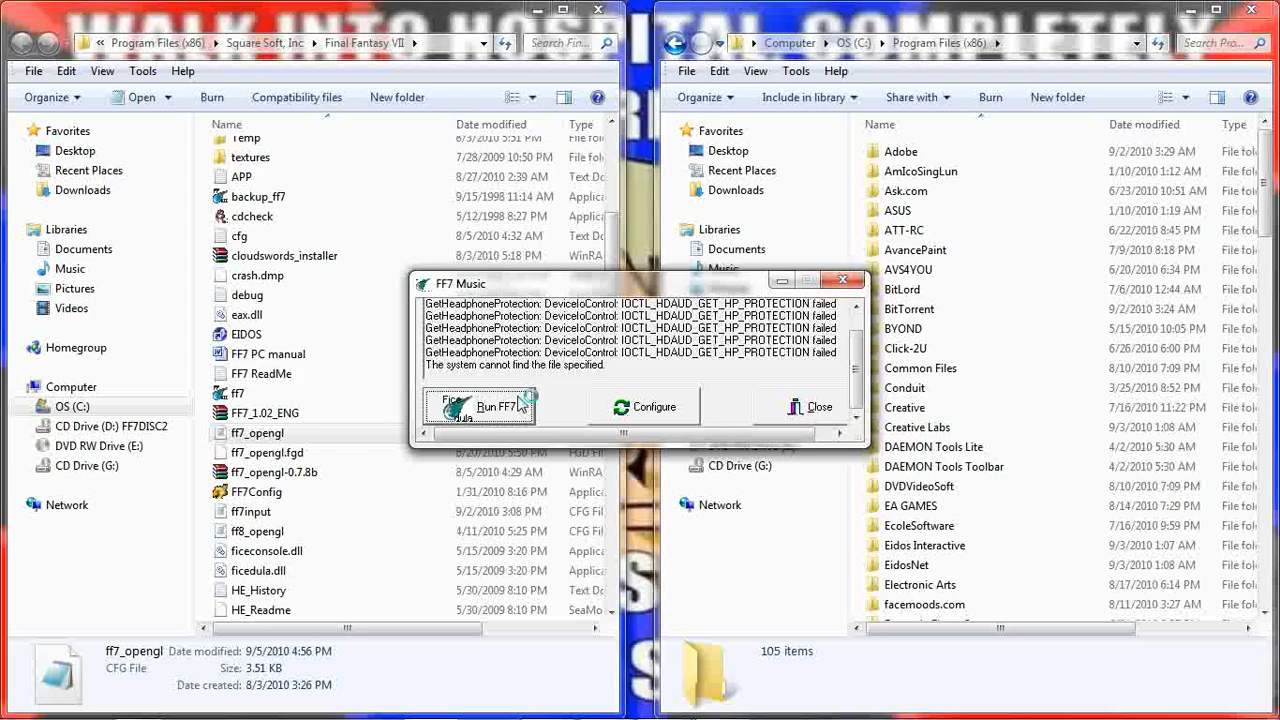 WALK INTO HOSPITAL COMPLETELY
« Program Files (x86) Square Soft, Inc Final Fantasy VII
Search Fin...
File Edit View Tools Help
Organize Open Burn Compatibility files New folder
Favorites
Desktop
Recent Places
Downloads
Libraries
Documents
Music
Pictures
Videos
Homegroup
Computer
OS (C:)
CD Drive (D:) FF7DISC2
DVD RW Drive (E:)
CD Drive (G:)
Network
Name Date modified Type
Temp 8/3/2010 5:51 PM File fol
textures 7/28/2009 10:50 PM File fol
APP 8/27/2010 2:39 AM Text Do
backup_ff7 9/15/1998 11:14 AM Applica
cdcheck 5/12/1998 8:27 PM Applica
cfg 8/5/2010 4:32 AM Text Do
cloudswords_installer 8/3/2010 5:18 PM WinRA
crash.dmp
debug
eax.dll
EIDOS
FF7 PC manual
FF7 ReadMe
ff7
FF7_1.02_ENG
ff7_opengl
ff7_opengl.fgd 8/20/2010 5:50 PM FGD Fil
ff7_opengl-0.7.8b 8/5/2010 4:29 AM WinRA
FF7Config 1/31/2010 8:16 PM Applica
ff7input 9/2/2010 3:08 PM CFG File
ff8_opengl 4/11/2010 5:25 PM CFG File
ficeconsole.dll 5/15/2009 3:20 PM Applica
ficedula.dll 5/15/2009 3:20 PM Applica
HE_History 5/30/2009 8:10 PM Text Do
HE_Readme 5/30/2009 8:10 PM SeaMo
ff7_opengl Date modified: 9/5/2010 4:56 PM
CFG File Size: 3.51 KB
Date created: 8/3/2010 3:26 PM
FF7 Music
GetHeadphoneProtection: DeviceIoControl: IOCTL_HDAUD_GET_HP_PROTECTION failed
GetHeadphoneProtection: DeviceIoControl: IOCTL_HDAUD_GET_HP_PROTECTION failed
GetHeadphoneProtection: DeviceIoControl: IOCTL_HDAUD_GET_HP_PROTECTION failed
GetHeadphoneProtection: DeviceIoControl: IOCTL_HDAUD_GET_HP_PROTECTION failed
GetHeadphoneProtection: DeviceIoControl: IOCTL_HDAUD_GET_HP_PROTECTION failed
The system cannot find the file specified.
Fice
dula
Run FF7
Configure
Close
Computer OS (C:) Program Files (x86)
Search Pro...
File Edit View Tools Help
Organize Include in library Share with Burn New folder
Favorites
Desktop
Recent Places
Downloads
Libraries
Documents
Music
CD Drive (G:)
Network
Name Date modified Type
Adobe 9/2/2010 3:29 AM File fol
AmIcoSingLun 1/10/2010 1:12 AM File fol
Ask.com 6/23/2010 10:51 AM File fol
ASUS 1/10/2010 1:19 AM File fol
ATT-RC 6/22/2010 8:45 PM File fol
AvancePaint 7/9/2010 8:18 PM File fol
AVS4YOU 8/10/2010 6:13 PM File fol
BitLord 7/6/2010 12:44 AM File fol
BitTorrent 9/3/2010 2:24 AM File fol
BYOND 5/15/2010 10:05 PM File fol
Click-2U 6/9/2010 4:29 PM File fol
Common Files 8/10/2010 7:09 PM File fol
Conduit 8/7/2010 3:52 AM File fol
Creative 9/3/2010 1:08 AM File fol
Creative Labs 9/3/2010 1:08 AM File fol
DAEMON Tools Lite 4/2/2010 5:30 AM File fol
DAEMON Tools Toolbar 4/2/2010 5:30 AM File fol
DVDVideoSoft 8/10/2010 7:09 PM File fol
EA GAMES 8/14/2010 7:29 PM File fol
EcoleSoftware 7/16/2010 9:59 PM File fol
Eidos Interactive 9/3/2010 1:07 AM File fol
EidosNet 9/3/2010 1:08 AM File fol
Electronic Arts 8/17/2010 6:14 PM File fol
facemoods.com 8/11/2010 3:27 AM File fol
105 items